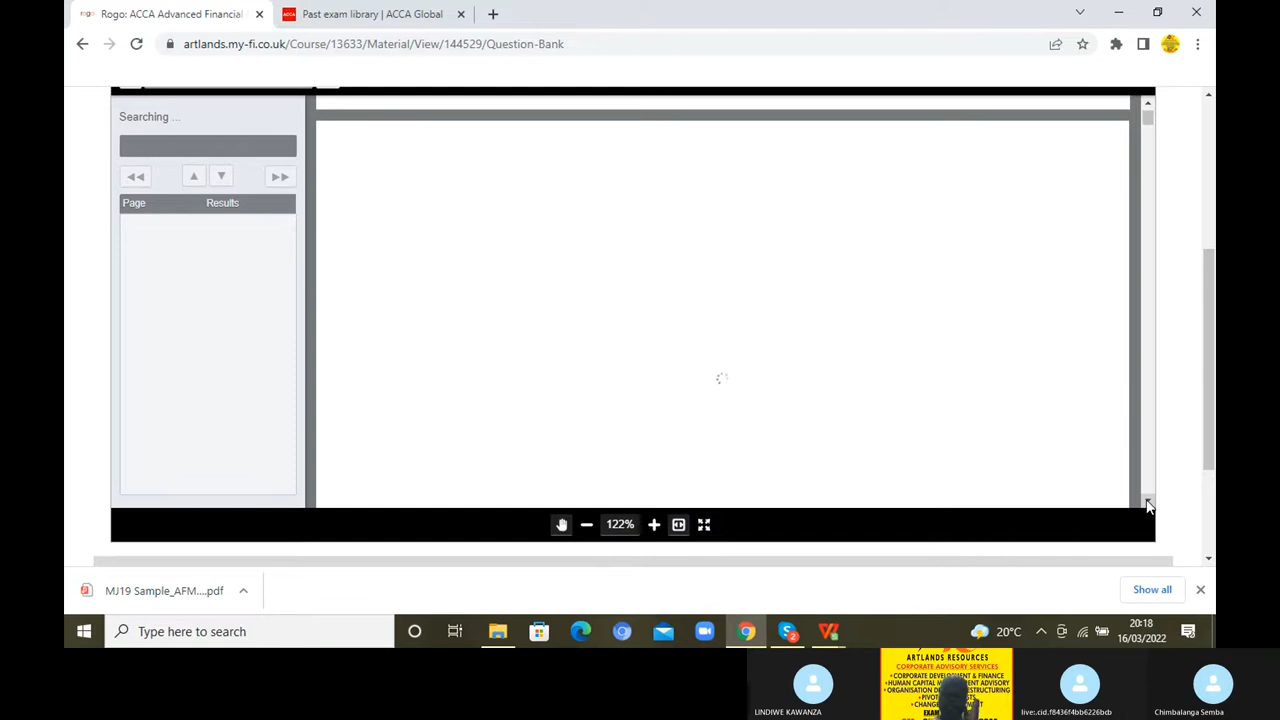 Rogo: ACCA Advanced Financial
Past exam library | ACCA Global
artlands.my-fi.co.uk/Course/13633/Material/View/144529/Question-Bank
Searching ...
Page Results
122%
MJ19 Sample_AFM....pdf
Show all
Type here to search
2
20°C
20:18
16/03/2022
ARTLANDS RESOURCES
CORPORATE ADVISORY SERVICES
• CORPORATE DEVELOPMENT & FINANCE
LINDIWE KAWANZA
live:.cid.f8436f4bb6226bcb
Chimbalanga Semba